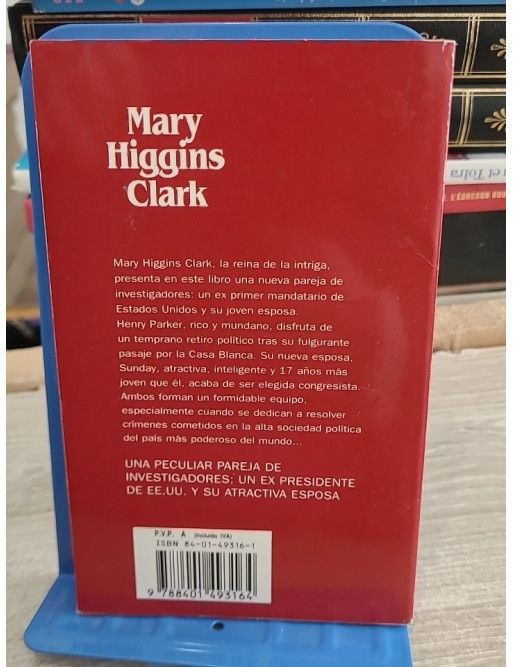 Mary
Higgins
Clark
Mary Higgins Clark, la reina de la intriga,
presenta en este libro una nueva pareja de
investigadores: un ex primer mandatario de
Estados Unidos y su joven esposa.
Henry Parker, rico y mundano, disfruta de
un temprano retiro político tras su fulgurante
pasaje por la Casa Blanca. Su nueva esposa,
Sunday, atractiva, inteligente y 17 años más
joven que él, acaba de ser elegida congresista.
Ambos forman un formidable equipo,
especialmente cuando se dedican a resolver
crímenes cometidos en la alta sociedad política
del país más poderoso del mundo...
UNA PECULIAR PAREJA DE
INVESTIGADORES: UN EX PRESIDENTE
DE EE.UU. Y SU ATRACTIVA ESPOSA
P.V.P. A (incluido IVA)
ISBN 84-01-49316-1
9 788401 493164
el Tolra